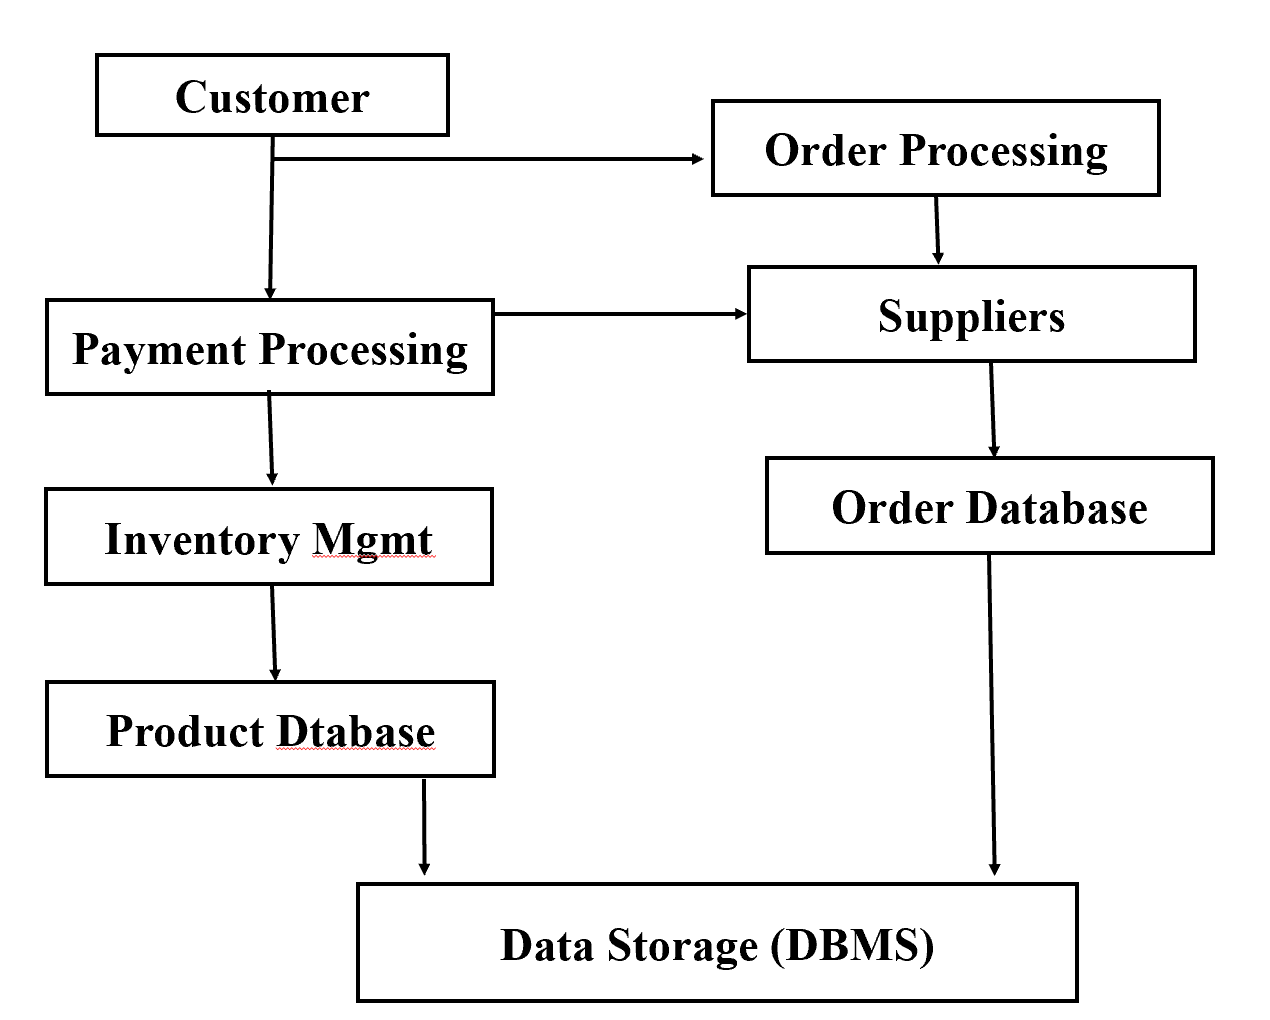 Customer
Order Processing
Suppliers
Payment Processing
Order Database
Inventory Mgmt
Product Dtabase
Data Storage (DBMS)